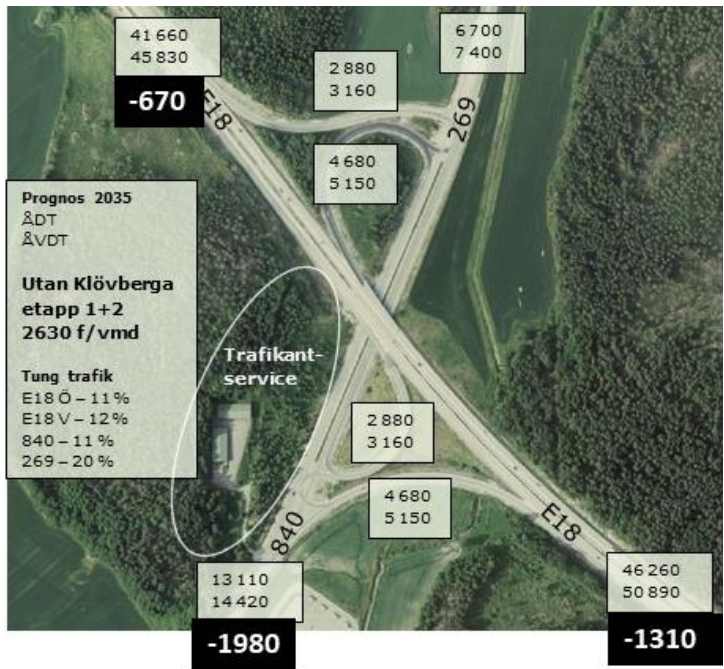 41 660
45 830
-670
E18
2 880
3 160
6 700
7 400
269
4 680
5 150
Prognos 2035
ÅDT
ÅVDT
Utan Klövberga
etapp 1+2
2630 f/vmd
Tung trafik
E18 Ö – 11 %
E18 V – 12 %
840 – 11 %
269 – 20 %
Trafikant-
service
2 880
3 160
4 680
5 150
840
E18
13 110
14 420
-1980
46 260
50 890
-1310